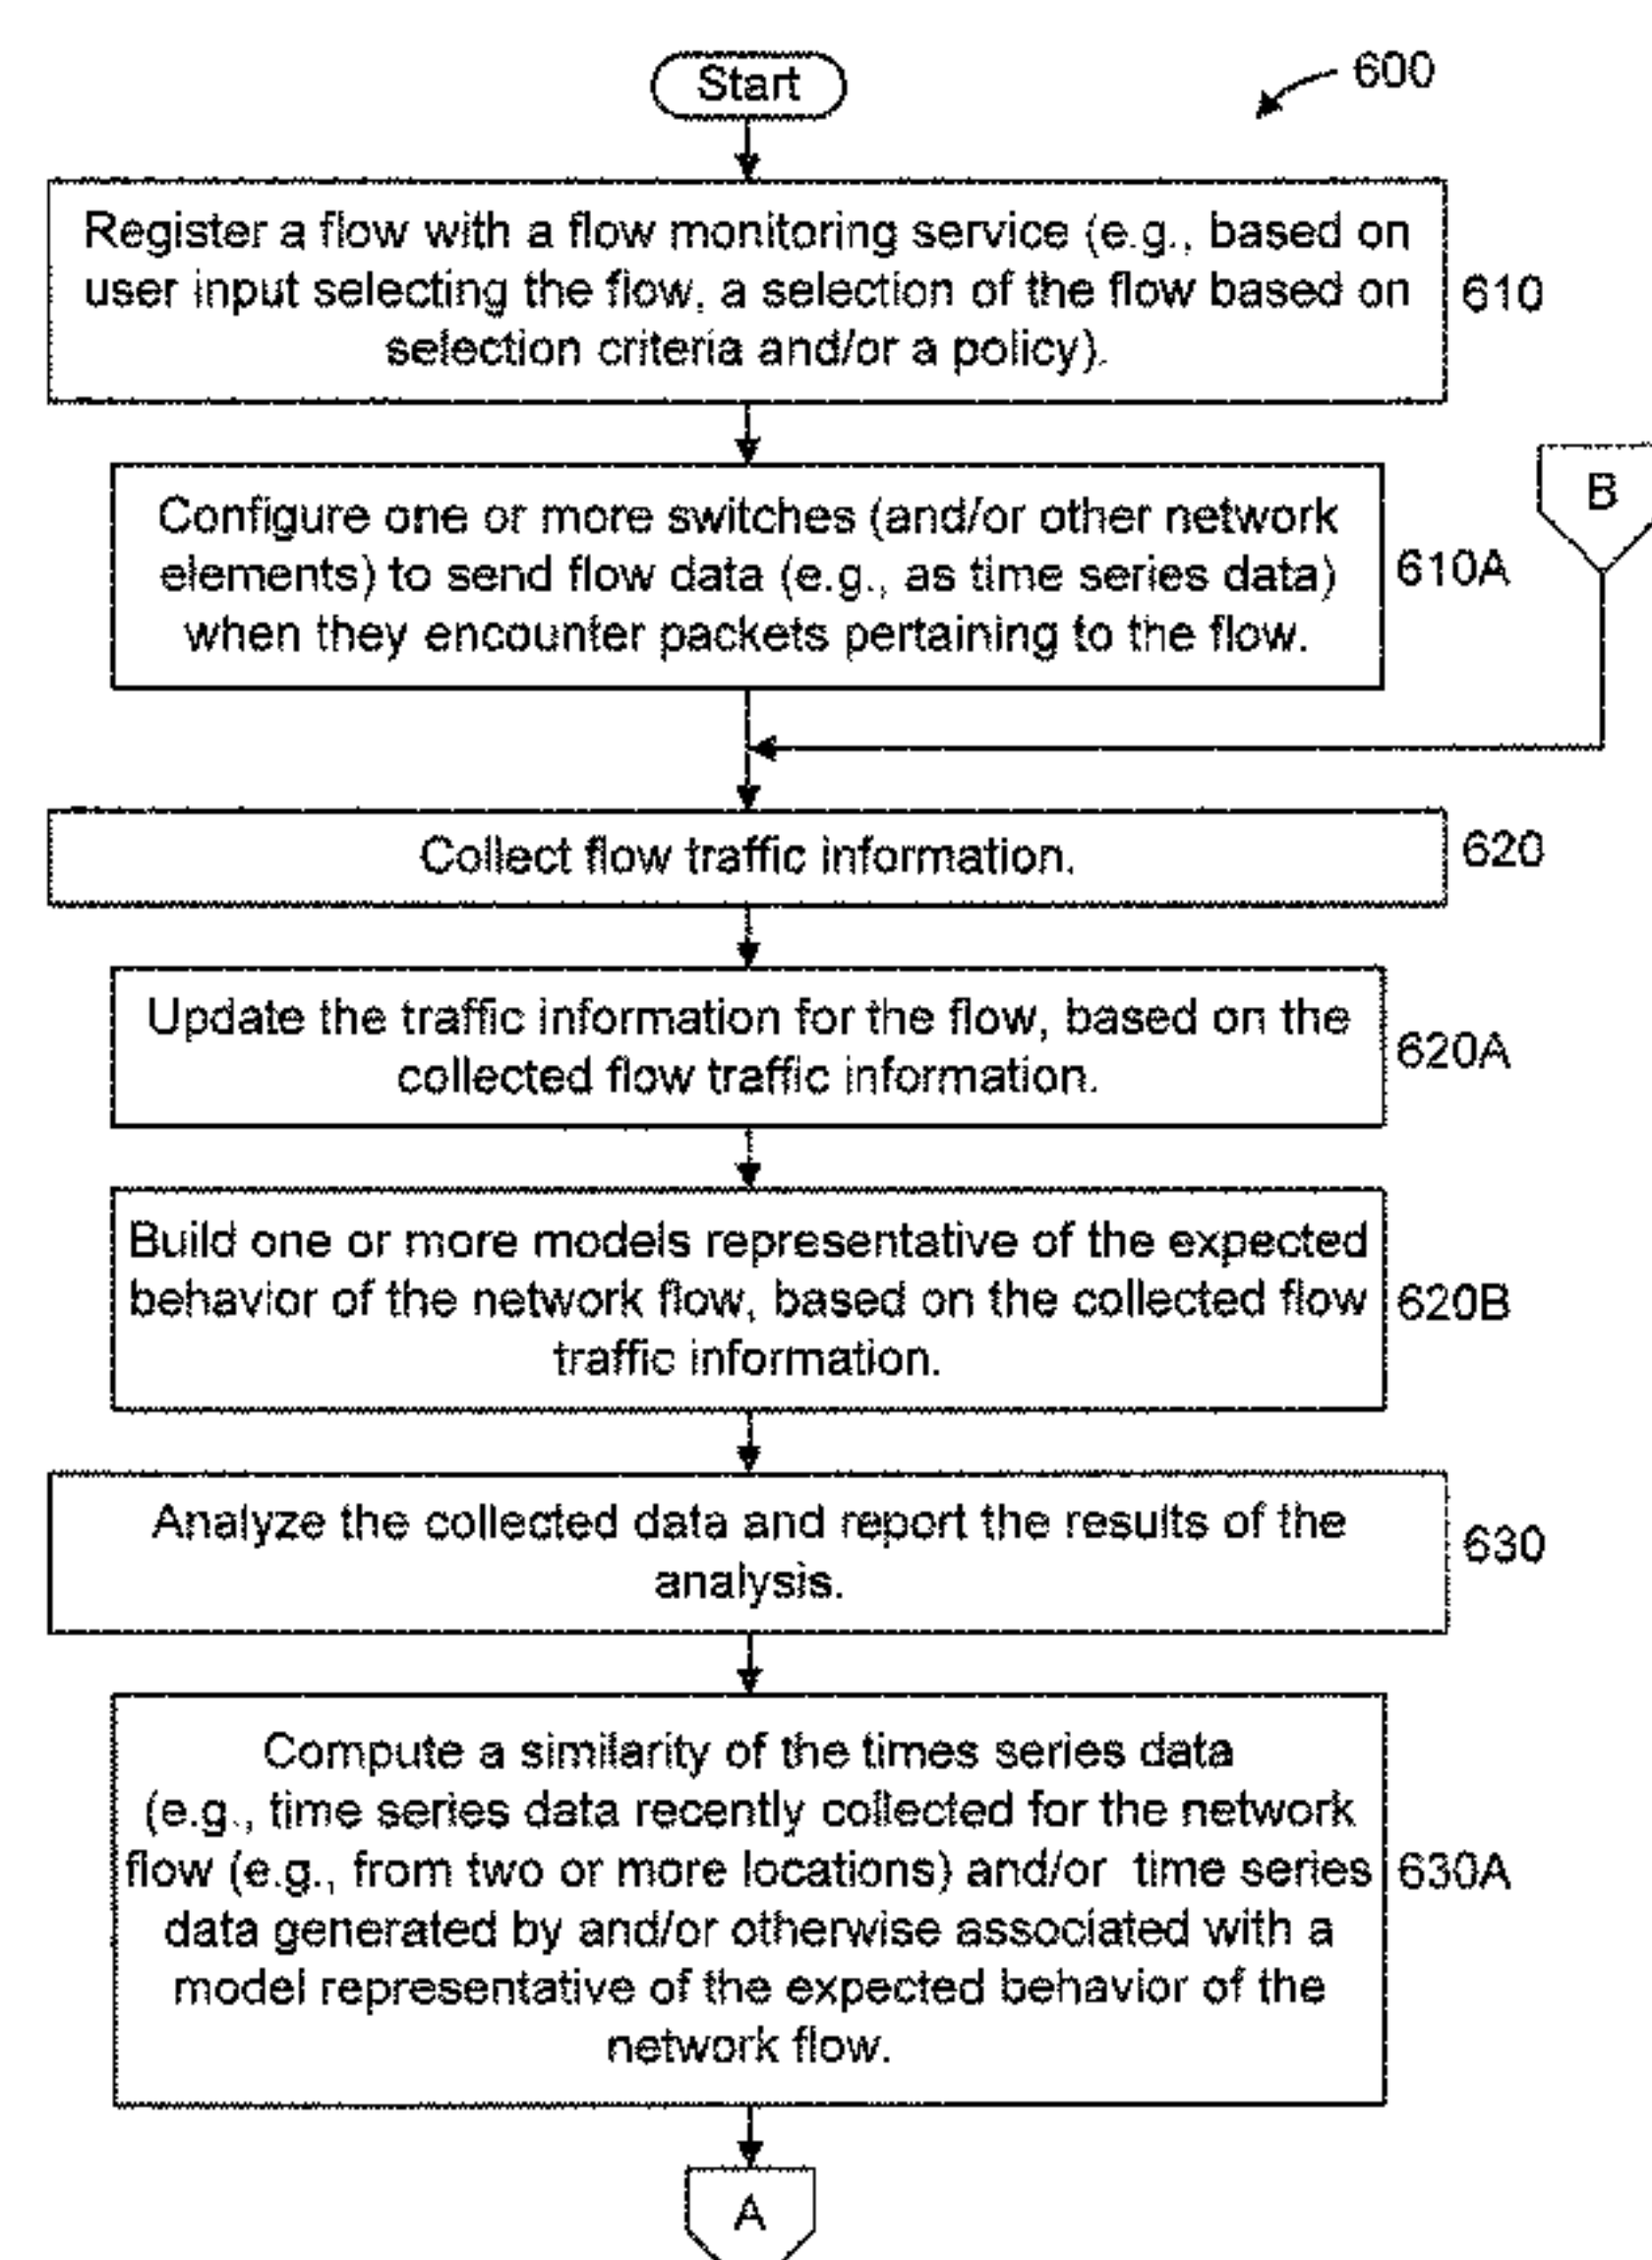 Start
600
Register a flow with a flow monitoring service (e.g., based on
user input selecting the flow, a selection of the flow based on
selection criteria and/or a policy).
610
Configure one or more switches (and/or other network
elements) to send flow data (e.g., as time series data)
when they encounter packets pertaining to the flow.
610A
B
Collect flow traffic information.
620
Update the traffic information for the flow, based on the
collected flow traffic information.
620A
Build one or more models representative of the expected
behavior of the network flow, based on the collected flow
traffic information.
620B
Analyze the collected data and report the results of the
analysis.
630
Compute a similarity of the times series data
(e.g., time series data recently collected for the network
flow (e.g., from two or more locations) and/or time series
data generated by and/or otherwise associated with a
model representative of the expected behavior of the
network flow.
630A
A